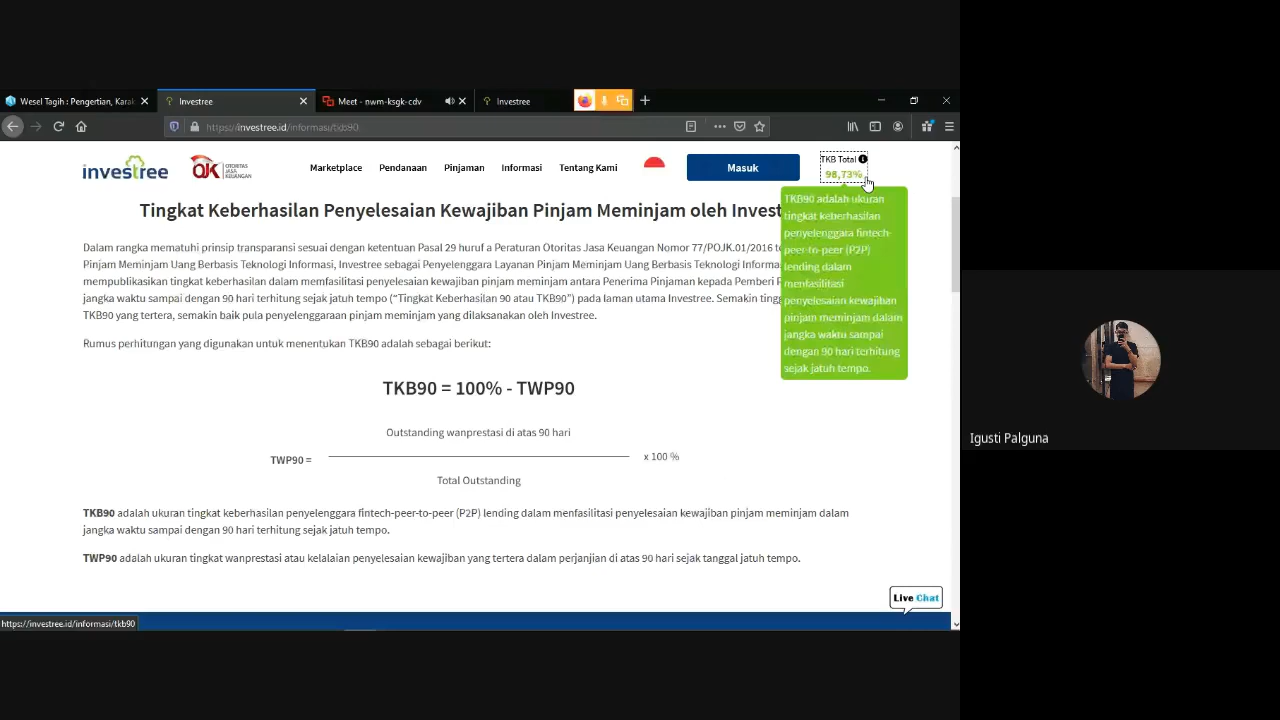 Wesel Tagih : Pengertian, Karak
Investree
Meet - nwm-ksgk-cdv
Investree
https://investree.id/informasi/tkb90
investree
OJK OTORITAS JASA KEUANGAN
Marketplace
Pendanaan
Pinjaman
Informasi
Tentang Kami
Masuk
TKB Total
98,73%
TKB90 adalah ukuran
tingkat keberhasilan
penyelenggara fintech-
peer-to-peer (P2P)
lending dalam
menfasilitasi
penyelesaian kewajiban
pinjam meminjam dalam
jangka waktu sampai
dengan 90 hari terhitung
sejak jatuh tempo.
Tingkat Keberhasilan Penyelesaian Kewajiban Pinjam Meminjam oleh Invest
Dalam rangka mematuhi prinsip transparansi sesuai dengan ketentuan Pasal 29 huruf a Peraturan Otoritas Jasa Keuangan Nomor 77/POJK.01/2016 te
Pinjam Meminjam Uang Berbasis Teknologi Informasi, Investree sebagai Penyelenggara Layanan Pinjam Meminjam Uang Berbasis Teknologi Informa
mempublikasikan tingkat keberhasilan dalam memfasilitasi penyelesaian kewajiban pinjam meminjam antara Penerima Pinjaman kepada Pemberi P
jangka waktu sampai dengan 90 hari terhitung sejak jatuh tempo (“Tingkat Keberhasilan 90 atau TKB90”) pada laman utama Investree. Semakin tingg
TKB90 yang tertera, semakin baik pula penyelenggaraan pinjam meminjam yang dilaksanakan oleh Investree.
Rumus perhitungan yang digunakan untuk menentukan TKB90 adalah sebagai berikut:
TKB90 = 100% - TWP90
Outstanding wanprestasi di atas 90 hari
TWP90 =
x 100 %
Total Outstanding
TKB90 adalah ukuran tingkat keberhasilan penyelenggara fintech-peer-to-peer (P2P) lending dalam menfasilitasi penyelesaian kewajiban pinjam meminjam dalam
jangka waktu sampai dengan 90 hari terhitung sejak jatuh tempo.
TWP90 adalah ukuran tingkat wanprestasi atau kelalaian penyelesaian kewajiban yang tertera dalam perjanjian di atas 90 hari sejak tanggal jatuh tempo.
Live Chat
https://investree.id/informasi/tkb90
Igusti Palguna